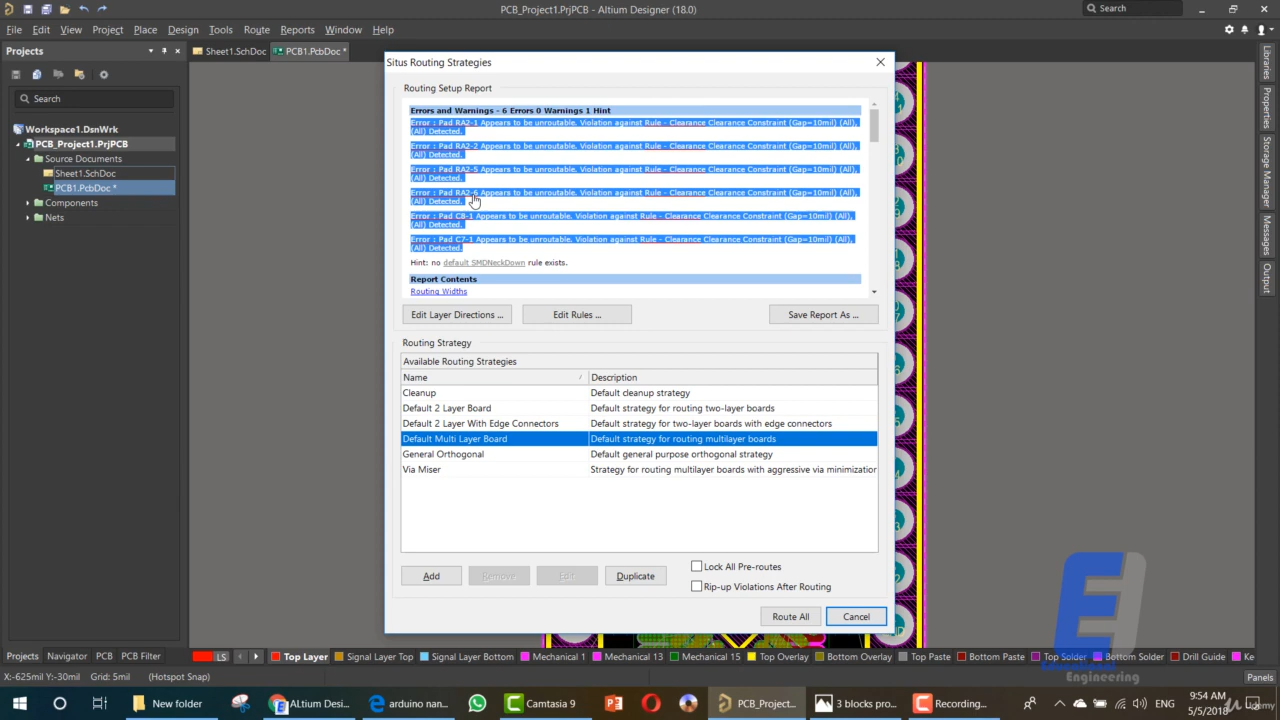 PCB_Project1.PrjPCB - Altium Designer (18.0)
Search
File Edit View Project Place Design Tools Route Reports Window Help
Projects
Sheet1.SchDoc
PCB1.PcbDoc *
Search
Workspace1.DsnWrk
PCB_Project1.PrjPCB
Source Documents
Sheet1.SchDoc
PCB1.PcbDoc *
Components
Nets
Situs Routing Strategies
Routing Setup Report
Errors and Warnings - 6 Errors 0 Warnings 1 Hint
Error : Pad RA2-1 Appears to be unroutable. Violation against Rule - Clearance Clearance Constraint (Gap=10mil) (All),
(All) Detected.
Error : Pad RA2-2 Appears to be unroutable. Violation against Rule - Clearance Clearance Constraint (Gap=10mil) (All),
(All) Detected.
Error : Pad RA2-5 Appears to be unroutable. Violation against Rule - Clearance Clearance Constraint (Gap=10mil) (All),
(All) Detected.
Error : Pad RA2-6 Appears to be unroutable. Violation against Rule - Clearance Clearance Constraint (Gap=10mil) (All),
(All) Detected.
Error : Pad C8-1 Appears to be unroutable. Violation against Rule - Clearance Clearance Constraint (Gap=10mil) (All),
(All) Detected.
Error : Pad C7-1 Appears to be unroutable. Violation against Rule - Clearance Clearance Constraint (Gap=10mil) (All),
(All) Detected.
Hint: no default SMDNeckDown rule exists.
Report Contents
Routing Widths
Edit Layer Directions ...
Edit Rules ...
Save Report As ...
Routing Strategy
Available Routing Strategies
Name Description
Cleanup Default cleanup strategy
Default 2 Layer Board Default strategy for routing two-layer boards
Default 2 Layer With Edge Connectors Default strategy for two-layer boards with edge connectors
Default Multi Layer Board Default strategy for routing multilayer boards
General Orthogonal Default general purpose orthogonal strategy
Via Miser Strategy for routing multilayer boards with aggressive via minimization
Add
Remove
Edit
Duplicate
Lock All Pre-routes
Rip-up Violations After Routing
Route All
Cancel
Libraries
Properties
Storage Manager
Messages
Output
Engineering
Projects Navigator PCB PCB Filter
LS Top Layer Signal Layer Top Signal Layer Bottom Mechanical 1 Mechanical 13 Mechanical 15 Top Overlay Bottom Overlay Top Paste Bottom Paste Top Solder Bottom Solder Drill Guide Ke
X:-625mil Y:-30mil Grid: 5mil (Hotspot Snap)
Panels
New folder
ALtium Desi...
arduino nan...
Camtasia 9
PCB_Project...
3 blocks pro...
Recording...
9:54 AM
5/5/2018